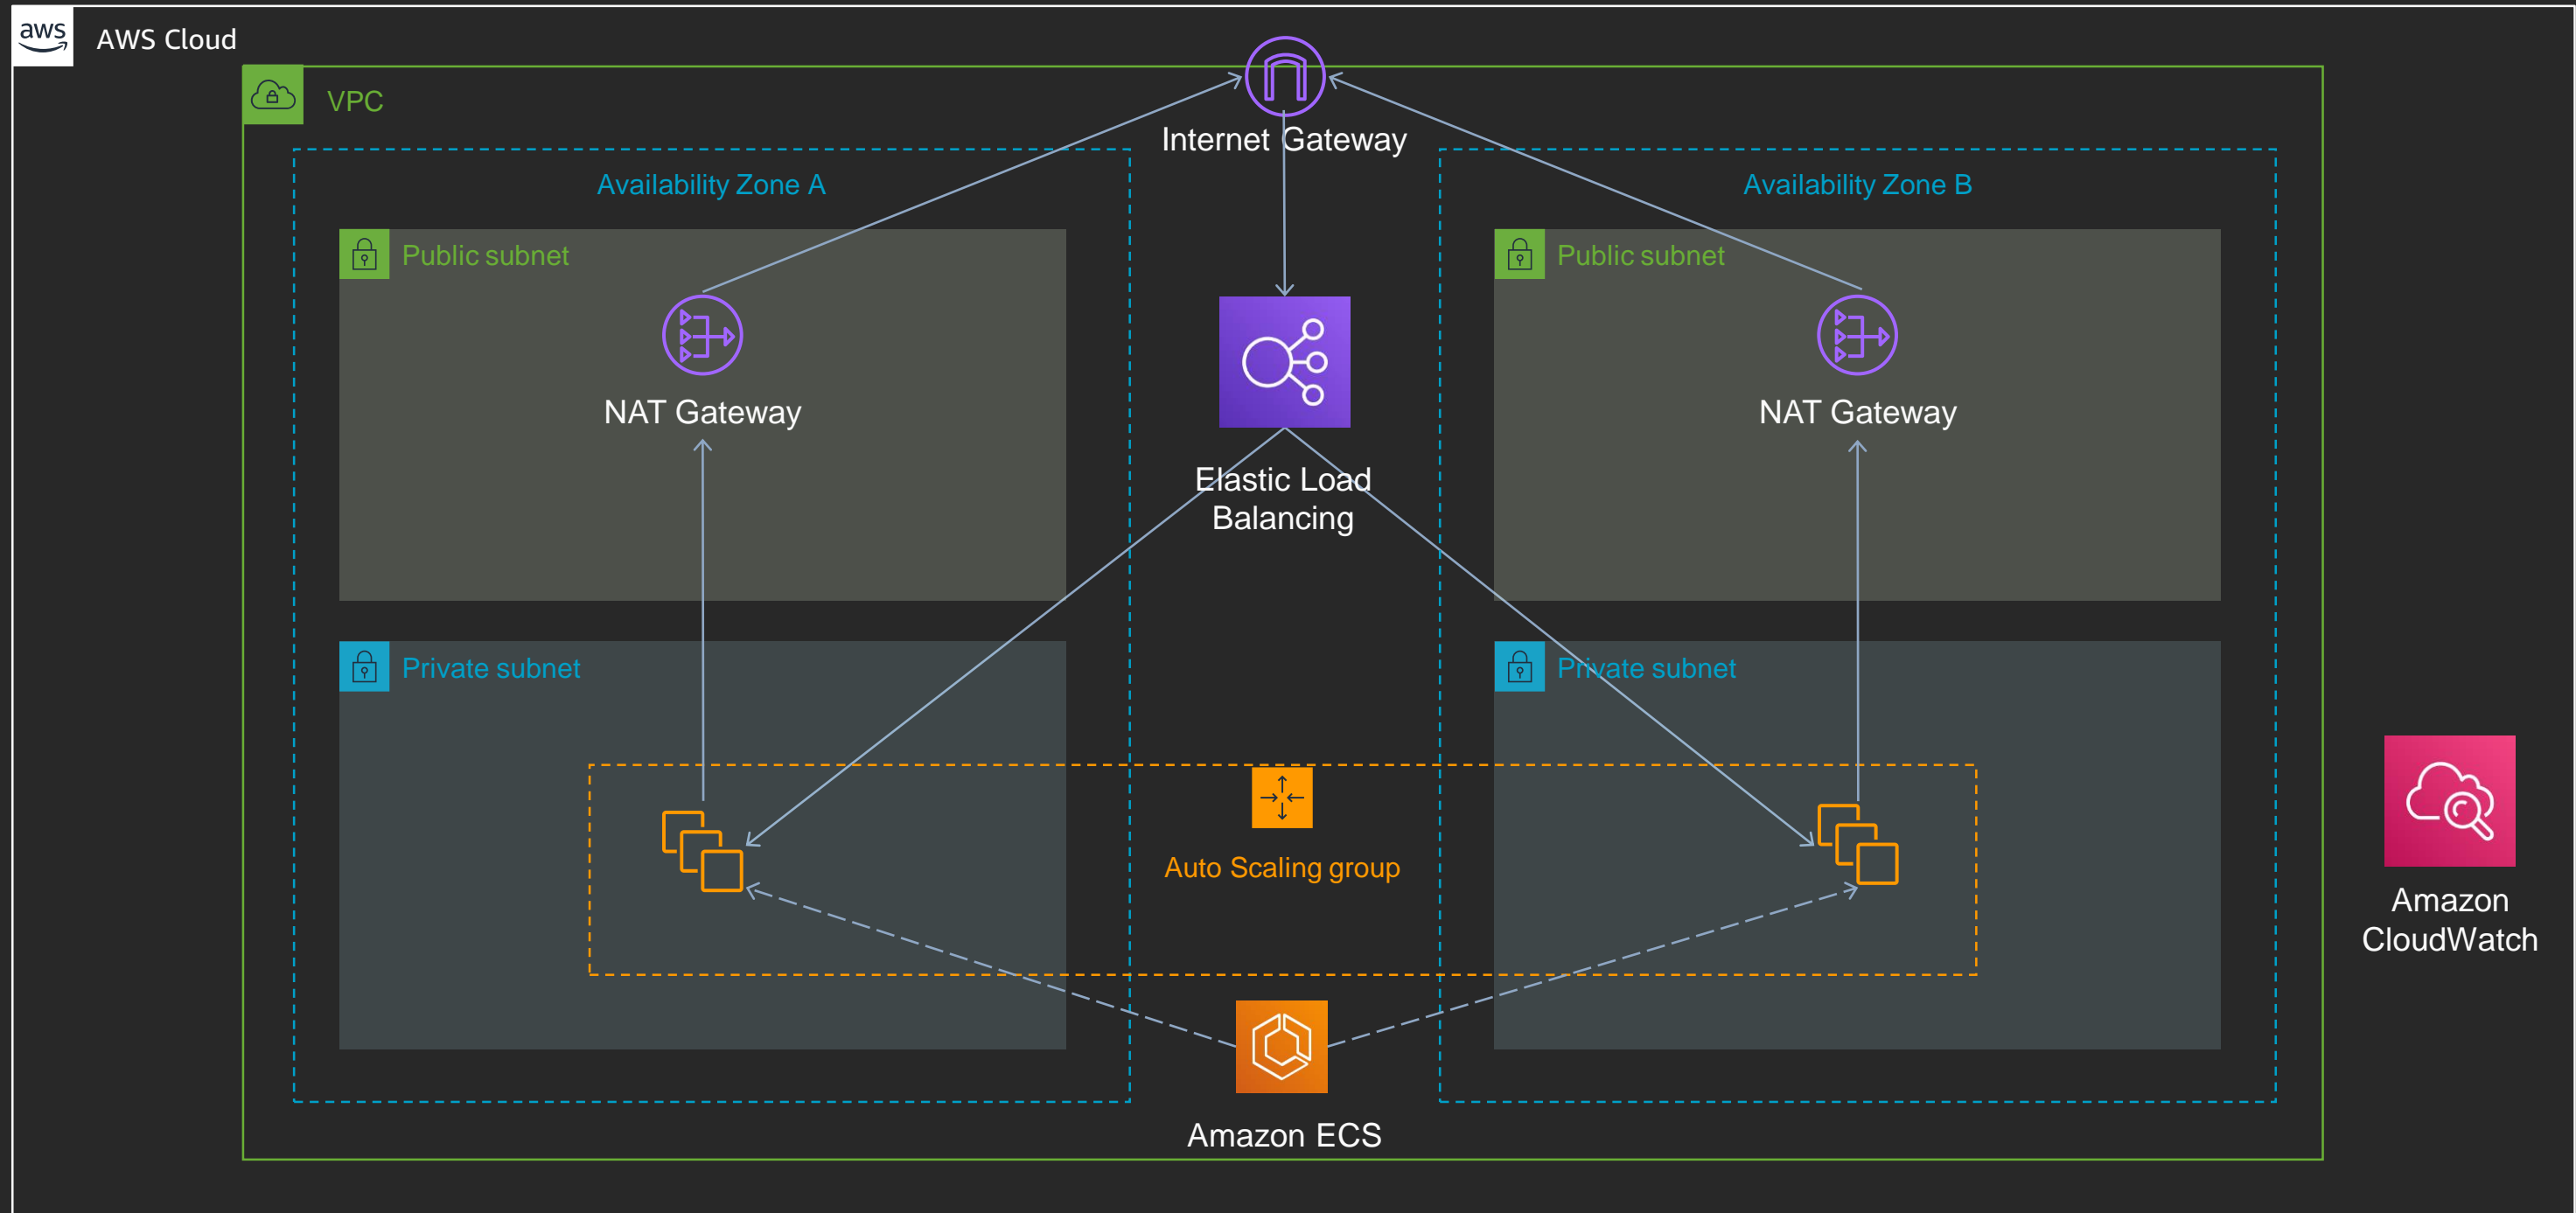 aws
AWS Cloud
VPC
Internet Gateway
Availability Zone A
Availability Zone B
Public subnet
Public subnet
NAT Gateway
NAT Gateway
Elastic Load
Balancing
Private subnet
Private subnet
Auto Scaling group
Amazon
CloudWatch
Amazon ECS